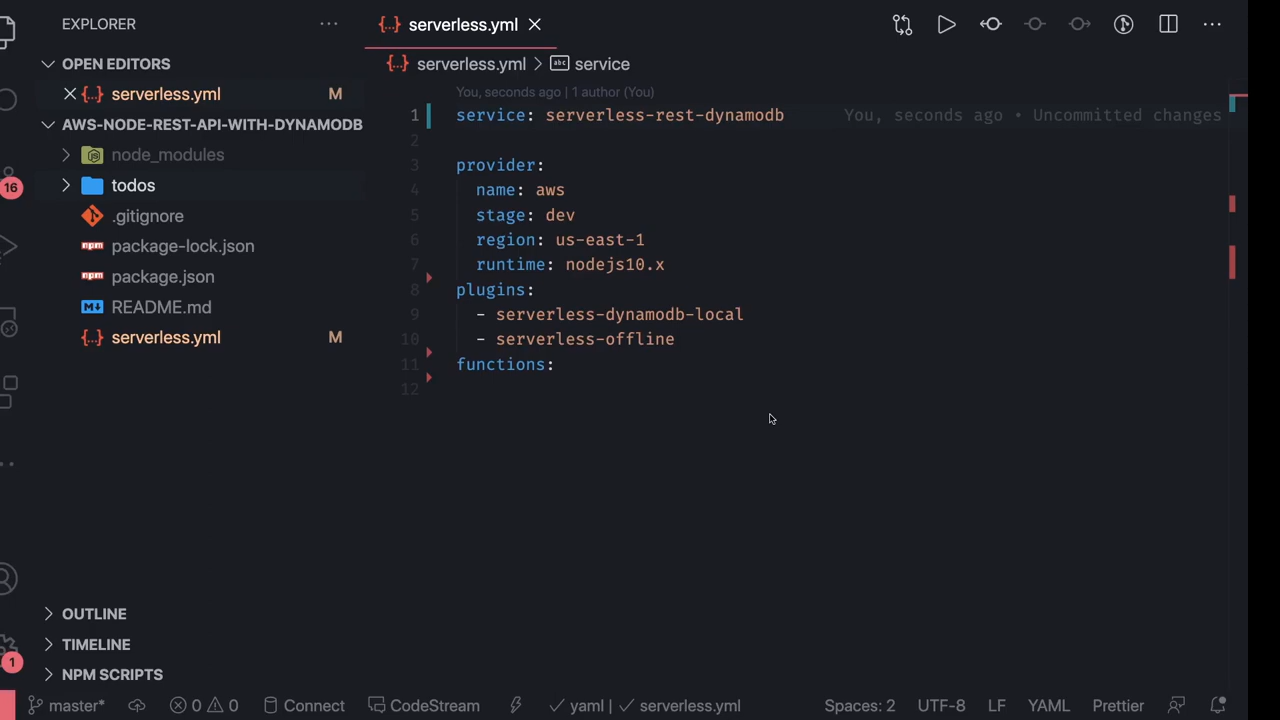 EXPLORER
serverless.yml
OPEN EDITORS
serverless.yml M
AWS-NODE-REST-API-WITH-DYNAMODB
node_modules
todos
.gitignore
package-lock.json
package.json
README.md
serverless.yml M
OUTLINE
TIMELINE
NPM SCRIPTS
16
1
serverless.yml > service
You, seconds ago | 1 author (You)
1 service: serverless-rest-dynamodb You, seconds ago • Uncommitted changes
2
3 provider:
4 name: aws
5 stage: dev
6 region: us-east-1
7 runtime: nodejs10.x
8 plugins:
9 - serverless-dynamodb-local
10 - serverless-offline
11 functions:
12
master* 0 0 Connect CodeStream yaml | serverless.yml Spaces: 2 UTF-8 LF YAML Prettier